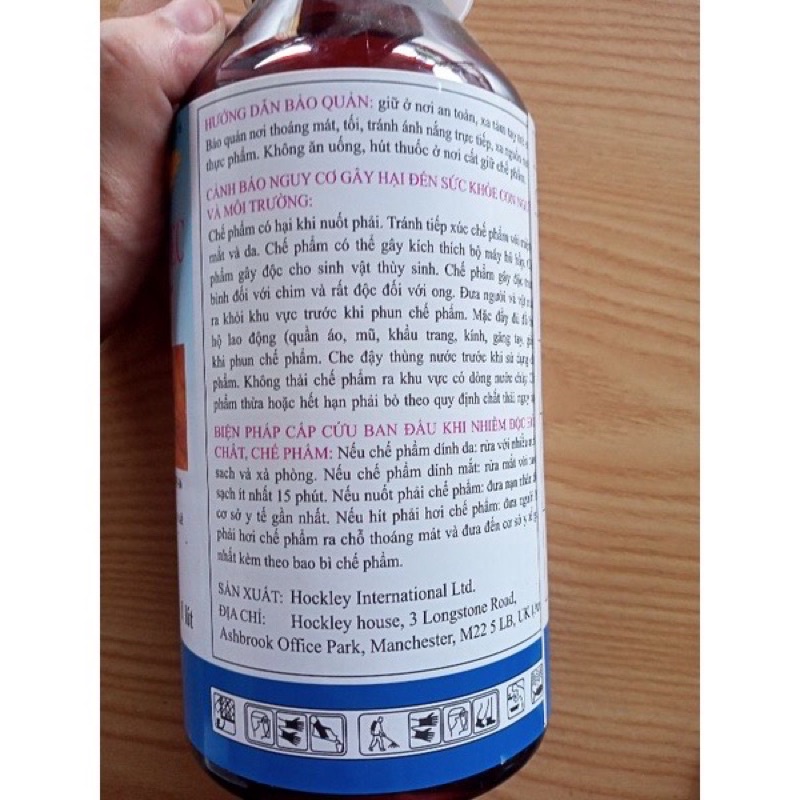 HƯỚNG DẪN BẢO QUẢN: giữ ở nơi an toàn, xa tầm tay
Bảo quản nơi thoáng mát, tối, tránh ánh nắng trực tiếp, xa nguồn
thực phẩm. Không ăn uống, hút thuốc ở nơi cất giữ chế phẩm.
CẢNH BÁO NGUY CƠ GÂY HẠI ĐẾN SỨC KHỎE CON
VÀ MÔI TRƯỜNG:
Chế phẩm có hại khi nuốt phải. Tránh tiếp xúc chế phẩm với
mắt và da. Chế phẩm có thể gây kích thích bộ máy hô hấp.
phẩm gây độc cho sinh vật thủy sinh. Chế phẩm gây độc
bình đối với chim và rất độc đối với ong. Đưa người và vật
ra khỏi khu vực trước khi phun chế phẩm. Mặc đầy đủ
hộ lao động (quần áo, mũ, khẩu trang, kính, găng tay,
khi phun chế phẩm. Che đậy thùng nước trước khi sử dụng
phẩm. Không thải chế phẩm ra khu vực có dòng nước chảy.
phẩm thừa hoặc hết hạn phải bỏ theo quy định chất thải nguy
BIỆN PHÁP CẤP CỨU BAN ĐẦU KHI NHIỄM ĐỘC
CHẤT, CHẾ PHẨM: Nếu chế phẩm dính da: rửa với nhiều
sạch và xà phòng. Nếu chế phẩm dính mắt: rửa mắt với
sạch ít nhất 15 phút. Nếu nuốt phải chế phẩm: đưa nạn nhân
cơ sở y tế gần nhất. Nếu hít phải hơi chế phẩm: đưa người
phải hơi chế phẩm ra chỗ thoáng mát và đưa đến cơ sở y tế
nhất kèm theo bao bì chế phẩm.
SẢN XUẤT: Hockley International Ltd.
ĐỊA CHỈ: Hockley house, 3 Longstone Road,
Ashbrook Office Park, Manchester, M22 5 LB, UK
lít